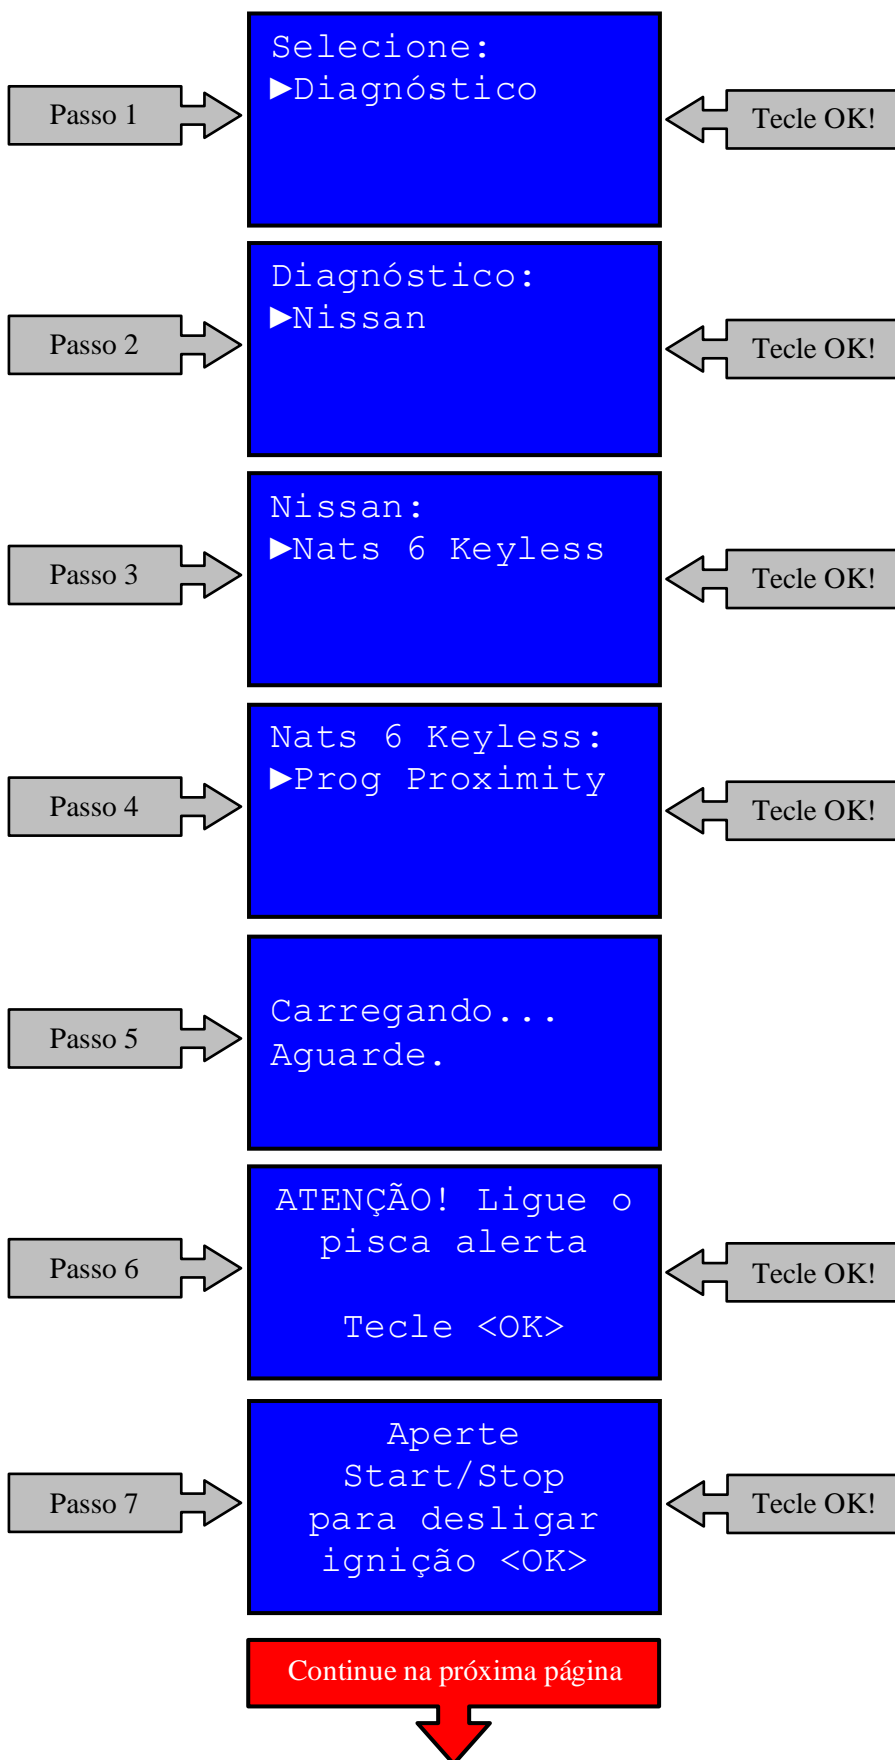 Selecione:
Passo 1
►Diagnóstico
Tecle OK!
Diagnóstico:
Passo 2
►Nissan
Tecle OK!
Nissan:
Passo 3
►Nats 6 Keyless
Tecle OK!
Nats 6 Keyless:
Passo 4
►Prog Proximity
Tecle OK!
Passo 5
Carregando...
Aguarde.
Passo 6
ATENÇÃO! Ligue o
pisca alerta
Tecle <OK>
Tecle OK!
Passo 7
Aperte
Start/Stop
para desligar
ignição <OK>
Tecle OK!
Continue na próxima página